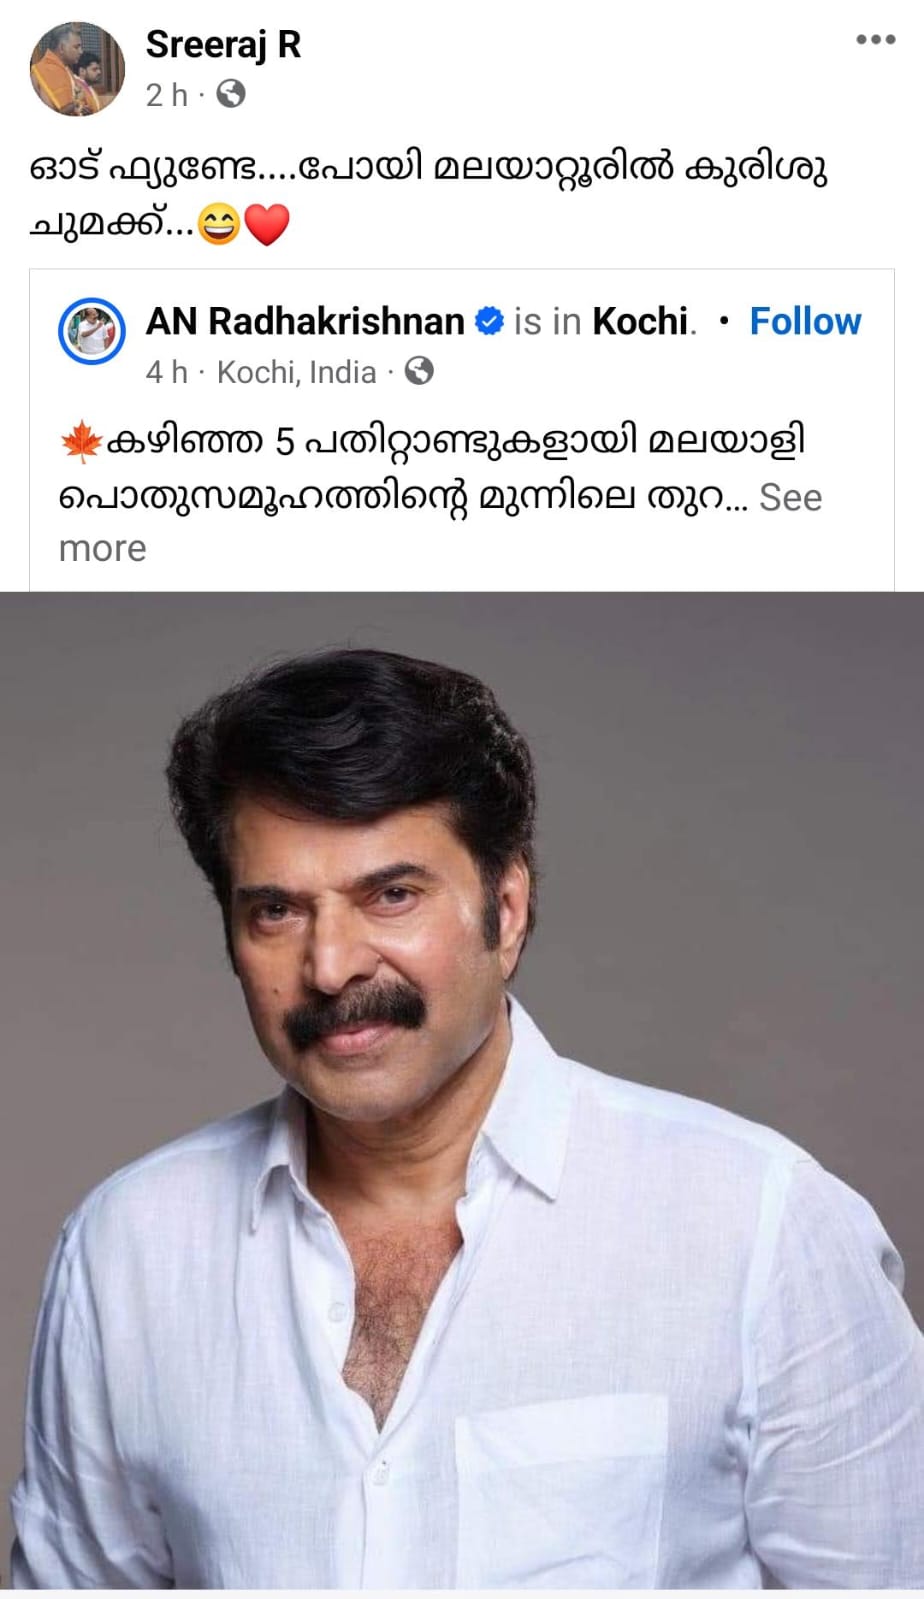 Sreeraj R
2 h ·
ഓട് ഫ്യുണ്ടേ....പോയി മലയാറ്റൂരിൽ കുരിശു
ചുമക്ക്...😄❤️
AN Radhakrishnan is in Kochi. • Follow
4 h · Kochi, India ·
🍁കഴിഞ്ഞ 5 പതിറ്റാണ്ടുകളായി മലയാളി
പൊതുസമൂഹത്തിന്റെ മുന്നിലെ തുറ... See
more